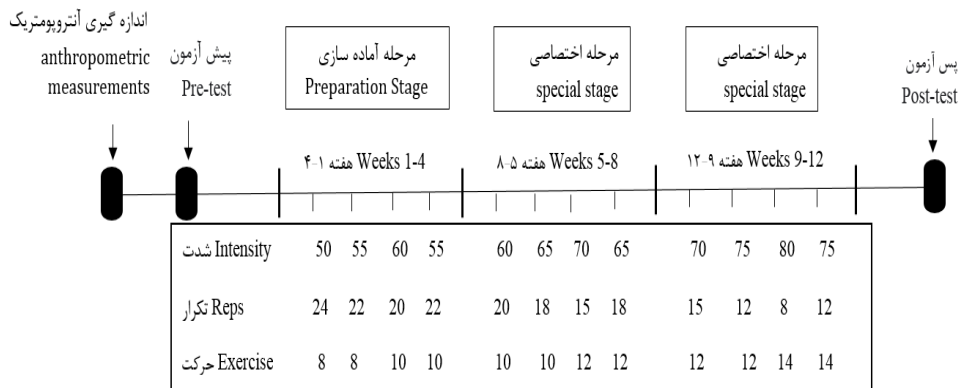 اندازه گیری آنتروپومتریک
anthropometric
measurements
پیش آزمون
Pre-test
مرحله آماده سازی
Preparation Stage
مرحله اختصاصی
special stage
مرحله اختصاصی
special stage
پس آزمون
Post-test
هفته ۱-۴ Weeks 1-4
هفته ۵-۸ Weeks 5-8
هفته ۹-۱۲ Weeks 9-12
شدت Intensity 50 55 60 55 60 65 70 65 70 75 80 75
تکرار Reps 24 22 20 22 20 18 15 18 15 12 8 12
حرکت Exercise 8 8 10 10 10 10 12 12 12 12 14 14